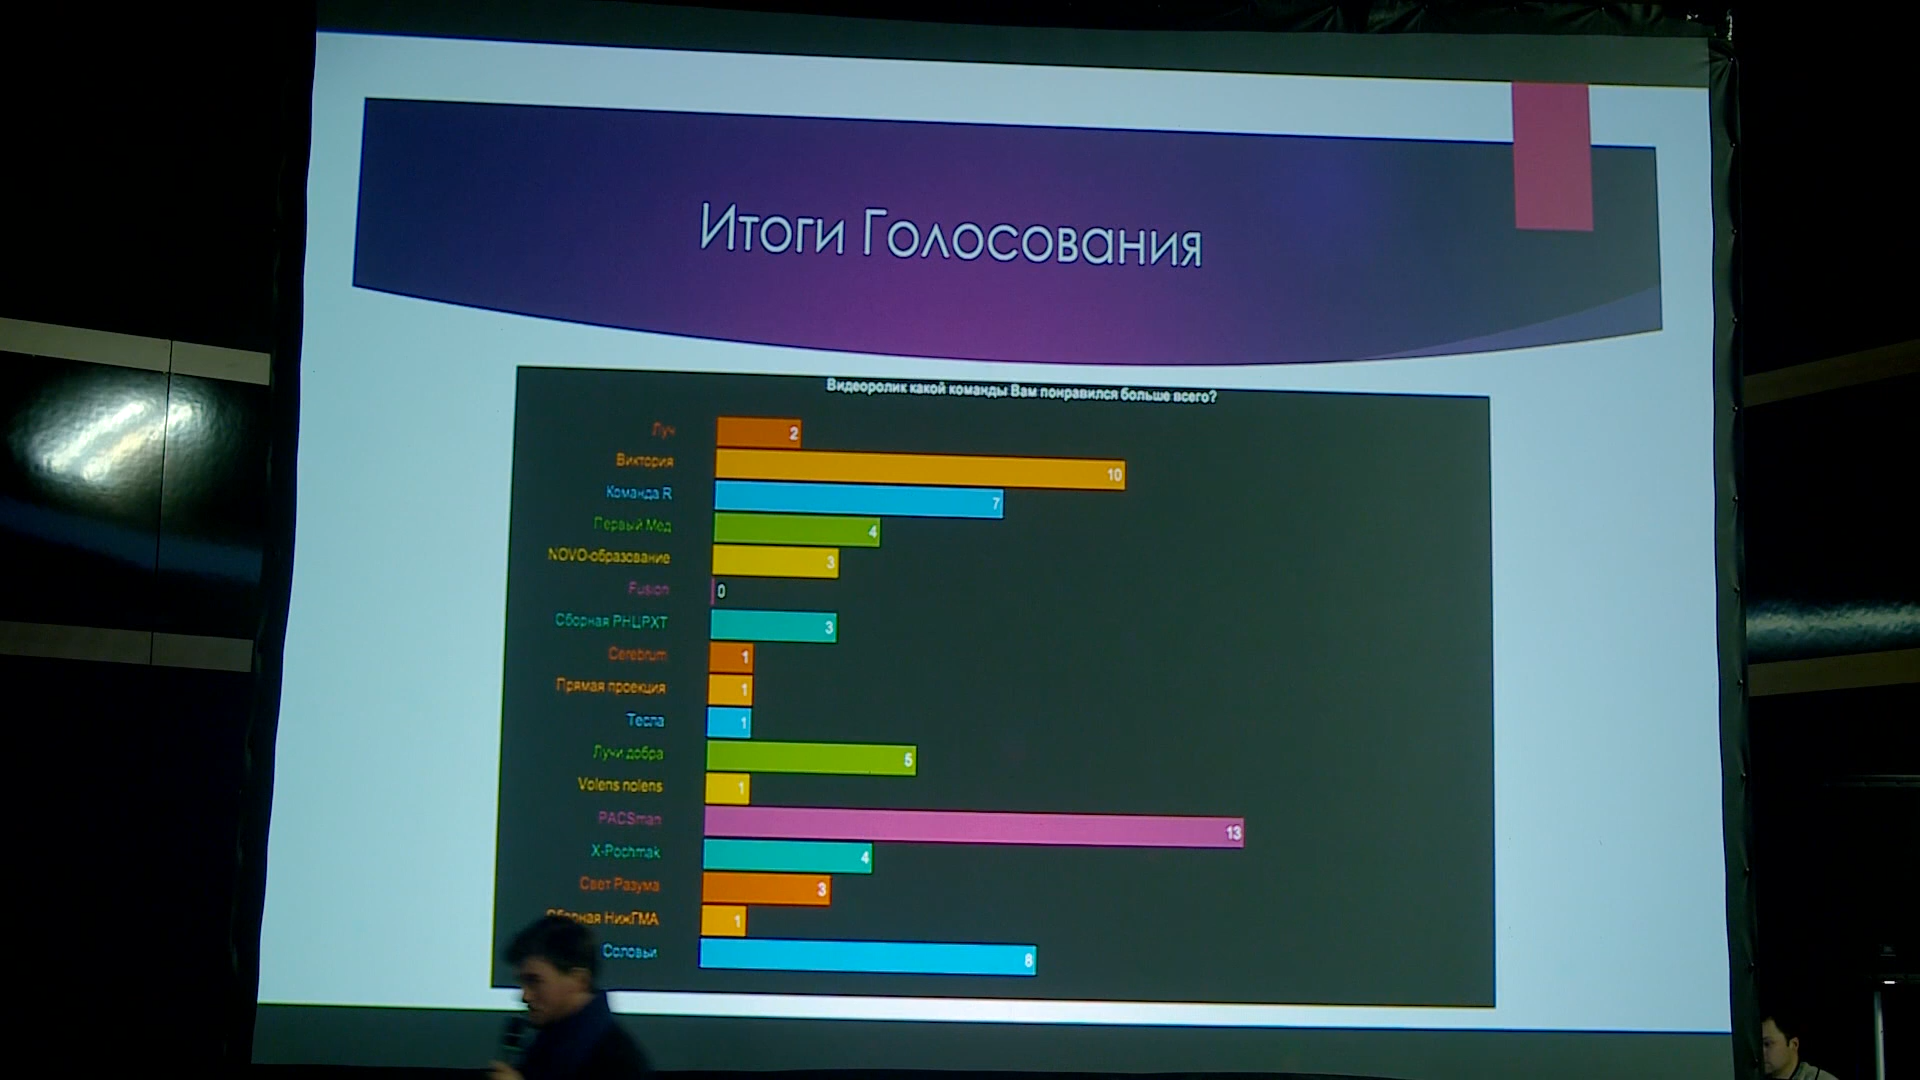 Итоги Голосования
Видеоролик какой команды Вам понравился больше всего?
Луч 2
Виктория 10
Команда R 7
Первый Мед 4
NOVO-образование 3
Fusion 0
Сборная РНЦРХТ 3
Cerebrum 1
Прямая проекция 1
Тесла 1
Лучи добра 5
Volens nolens 1
PACSman 13
X-Pochmak 4
Свет Разума 3
Сборная НижГМА 1
Соловьи 8